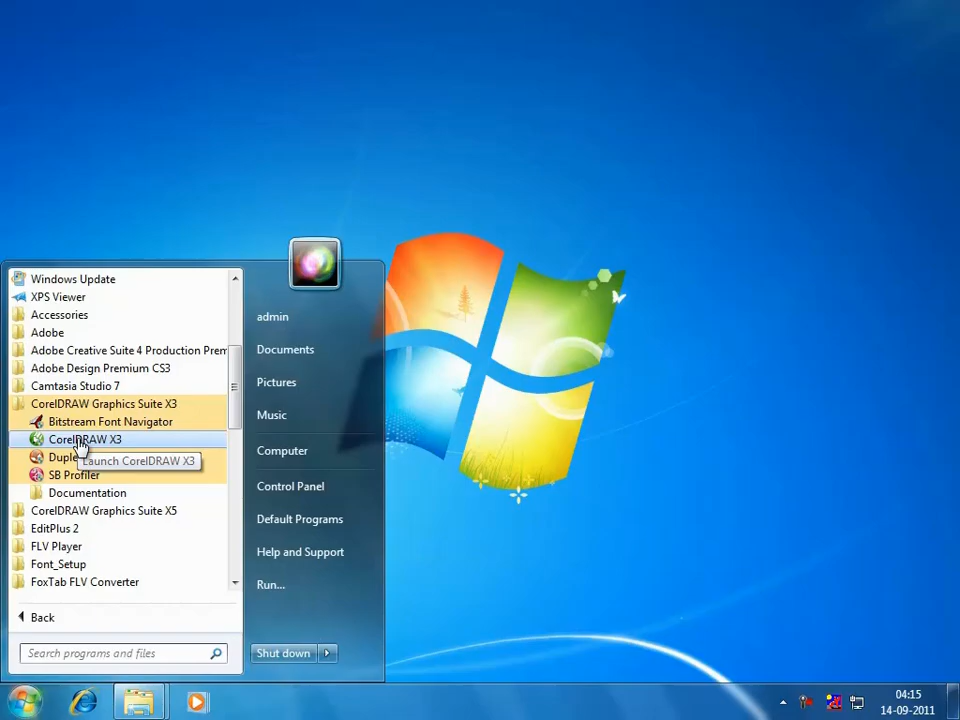 Windows Update
XPS Viewer
Accessories
Adobe
Adobe Creative Suite 4 Production Prem
Adobe Design Premium CS3
Camtasia Studio 7
CorelDRAW Graphics Suite X3
Bitstream Font Navigator
CorelDRAW X3
Duple
Launch CorelDRAW X3
SB Profiler
Documentation
CorelDRAW Graphics Suite X5
EditPlus 2
FLV Player
Font_Setup
FoxTab FLV Converter
Back
Search programs and files
admin
Documents
Pictures
Music
Computer
Control Panel
Default Programs
Help and Support
Run...
Shut down
04:15
14-09-2011